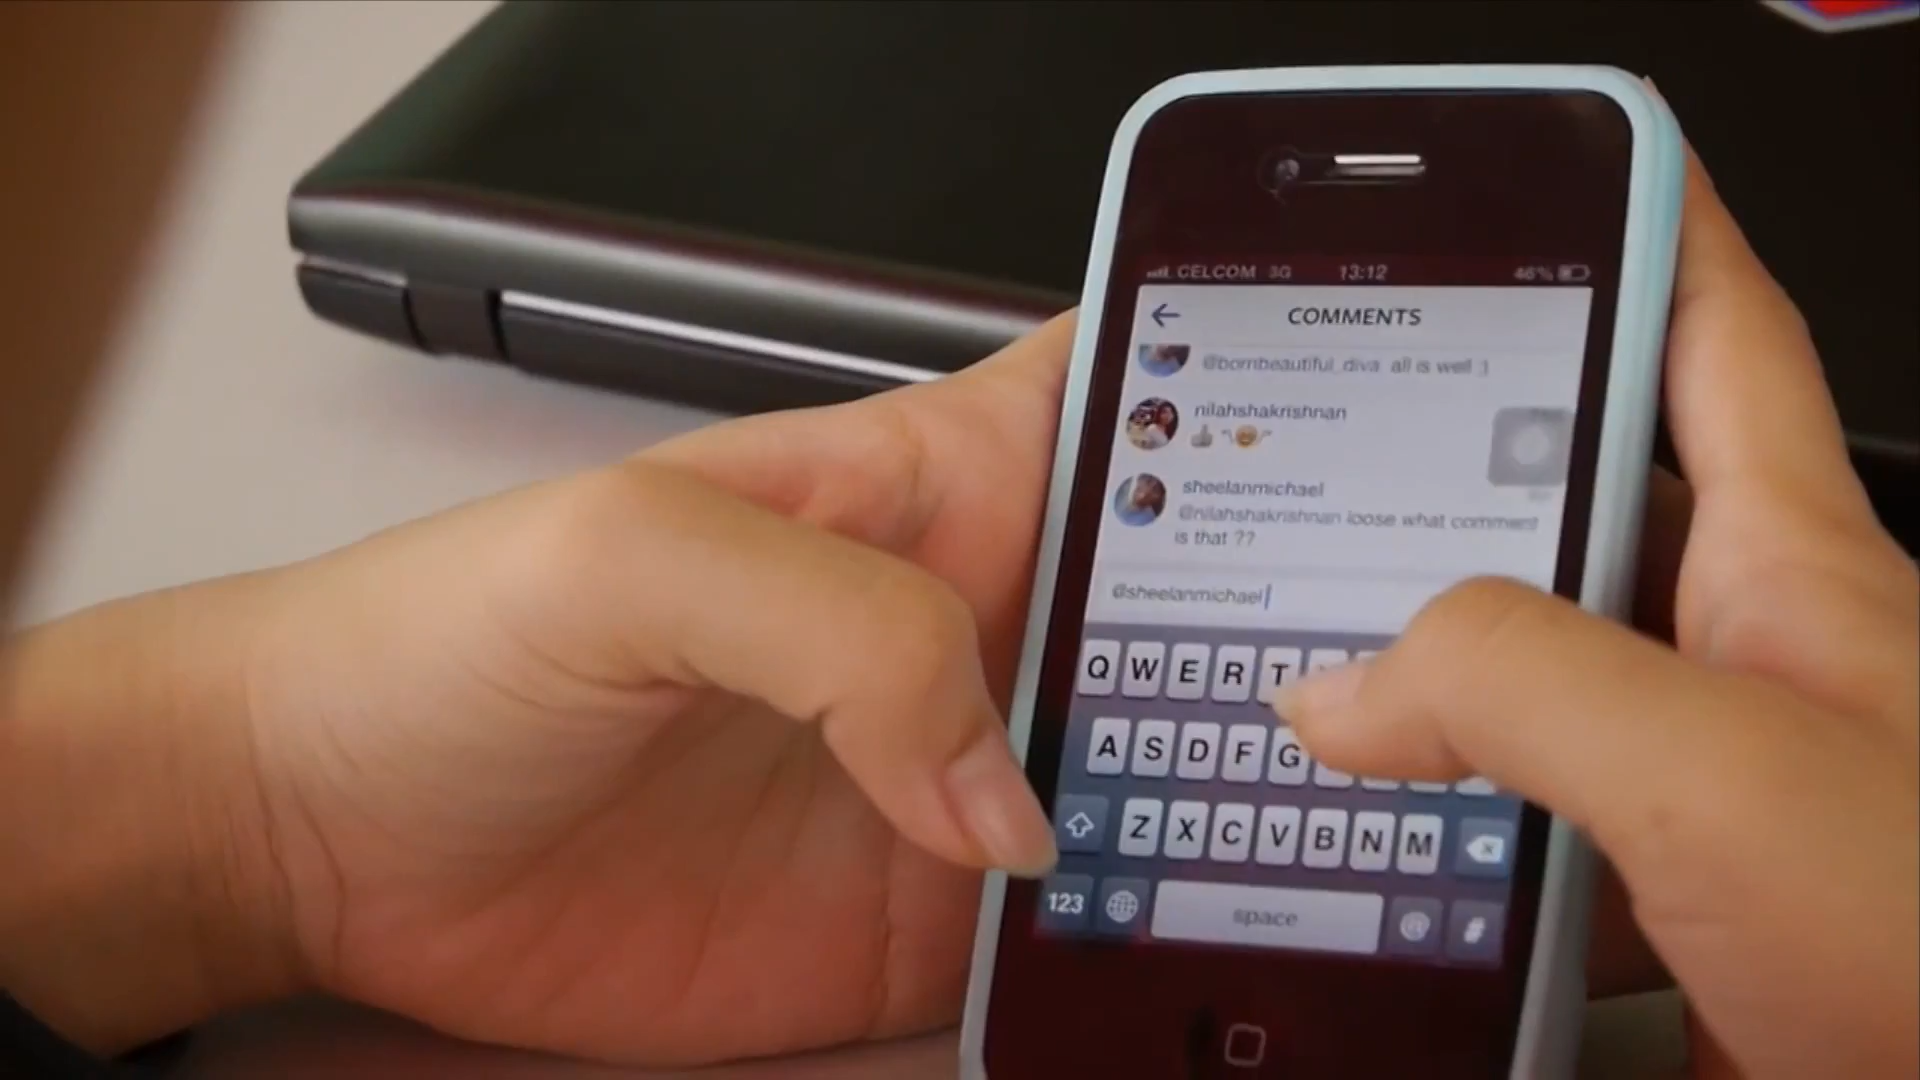 CELCOM 3G 13:12 46%
COMMENTS
@bornbeautiful_diva all is well :)
nilahshakrishnan
👍 "\😄/"
sheelanmichael
@nilahshakrishnan loose what comment
is that ??
@sheelanmichael
Q W E R T
A S D F G
Z X C V B N M
123 space @ #